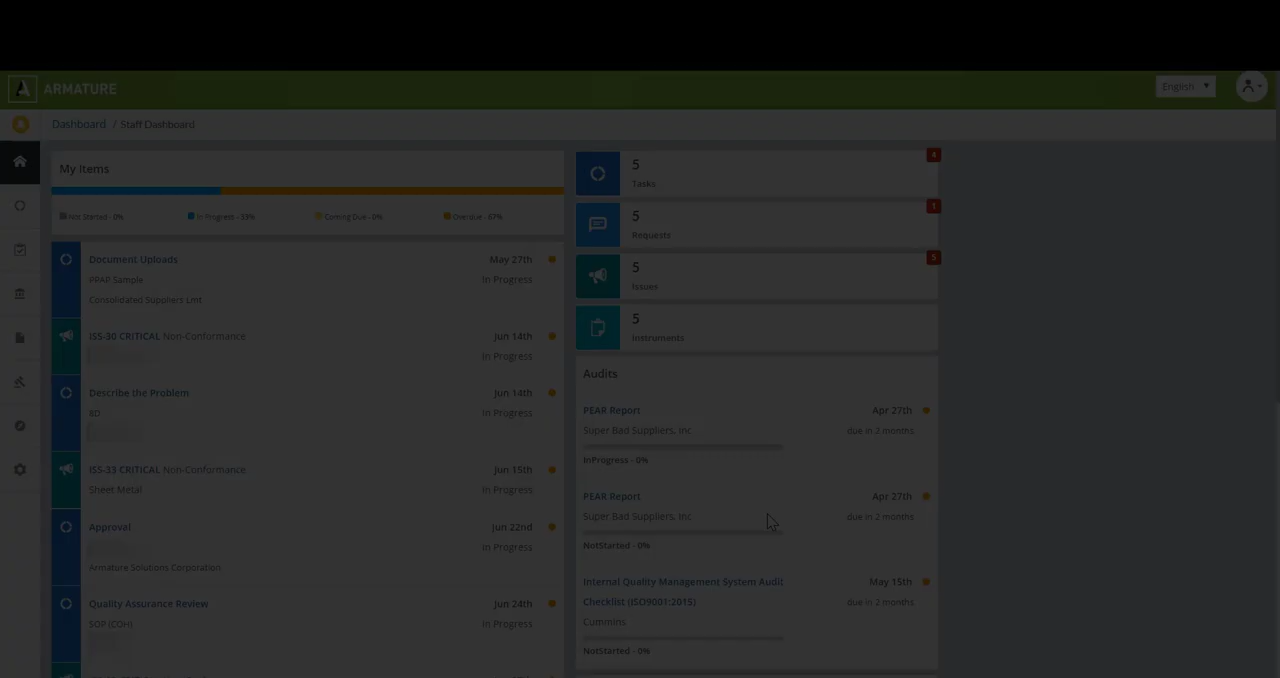 ARMATURE
English
Dashboard / Staff Dashboard
My Items
Not Started - 0%
In Progress - 33%
Coming Due - 0%
Overdue - 67%
Document Uploads
May 27th
PPAP Sample
In Progress
Consolidated Suppliers Lmt
ISS-30 CRITICAL Non-Conformance
Jun 14th
In Progress
Describe the Problem
Jun 14th
8D
In Progress
ISS-33 CRITICAL Non-Conformance
Jun 15th
Sheet Metal
In Progress
Approval
Jun 22nd
In Progress
Armature Solutions Corporation
Quality Assurance Review
Jun 24th
SOP (COH)
In Progress
5
4
Tasks
5
1
Requests
5
5
Issues
5
Instruments
Audits
PEAR Report
Apr 27th
Super Bad Suppliers, Inc
due in 2 months
InProgress - 0%
PEAR Report
Apr 27th
Super Bad Suppliers, Inc
due in 2 months
NotStarted - 0%
Internal Quality Management System Audit
May 15th
Checklist (ISO9001:2015)
due in 2 months
Cummins
NotStarted - 0%